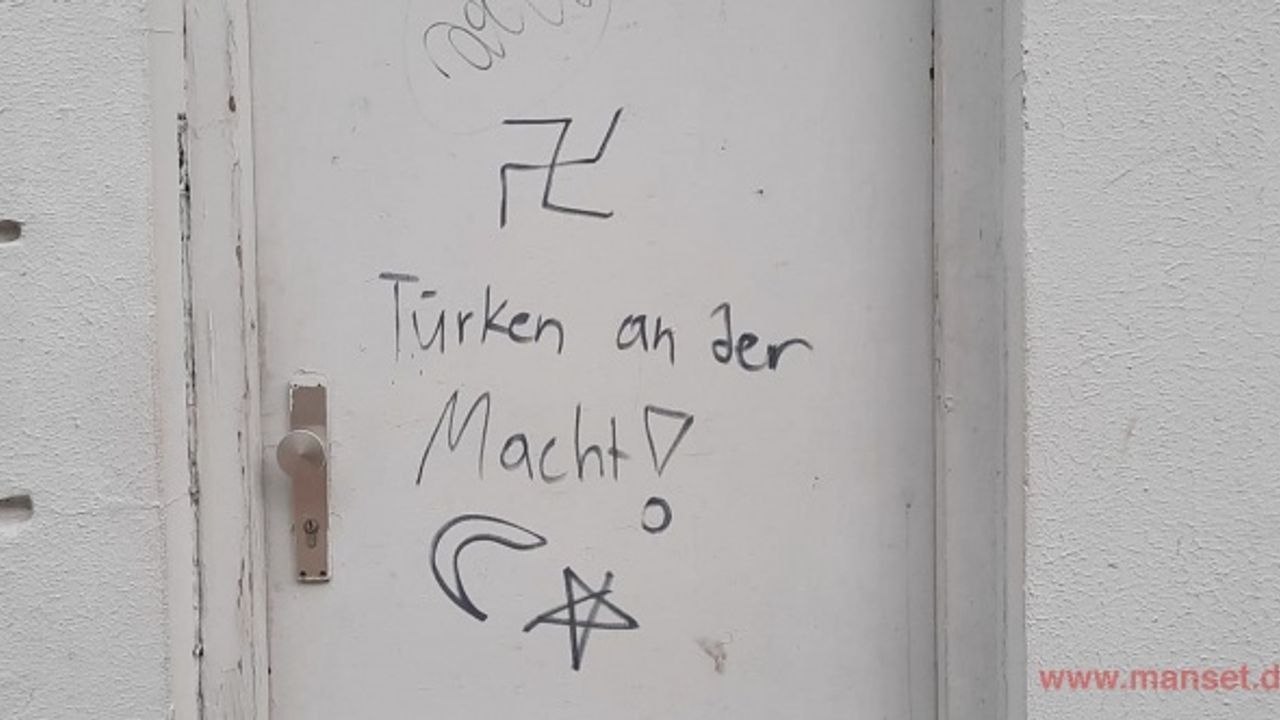 Türken an der
Macht!
www.manset.d